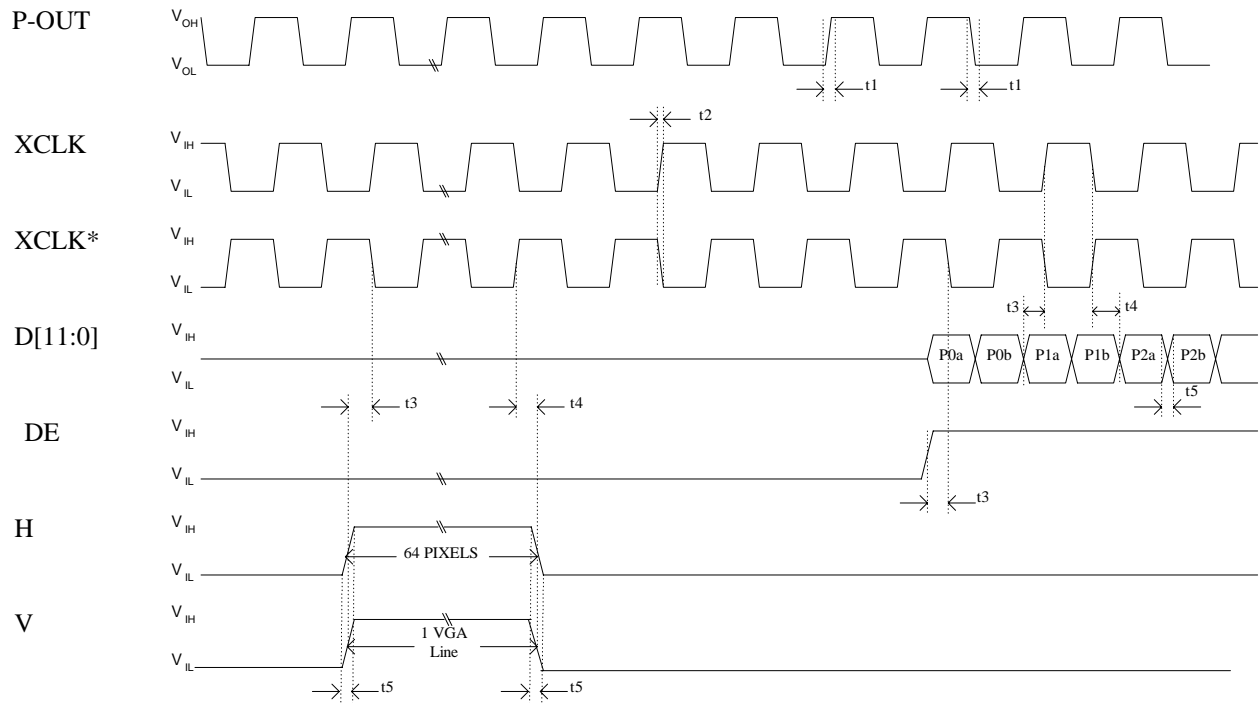 P-OUT
VOH
VOL
t1
t1
t2
XCLK
VIH
VIL
XCLK*
VIH
VIL
t3
t4
D[11:0]
VIH
VIL
P0a
P0b
P1a
P1b
P2a
P2b
t3
t4
t5
DE
VIH
VIL
t3
H
VIH
VIL
64 PIXELS
V
VIH
VIL
1 VGA
Line
t5
t5